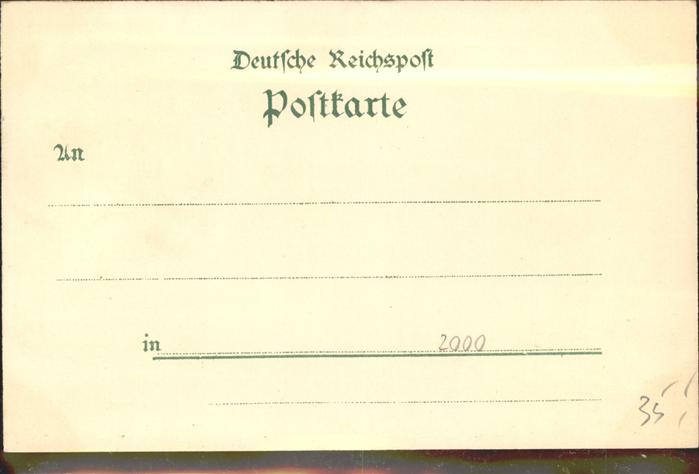 Deutsche Reichspost
Postkarte
An
in
2000
35